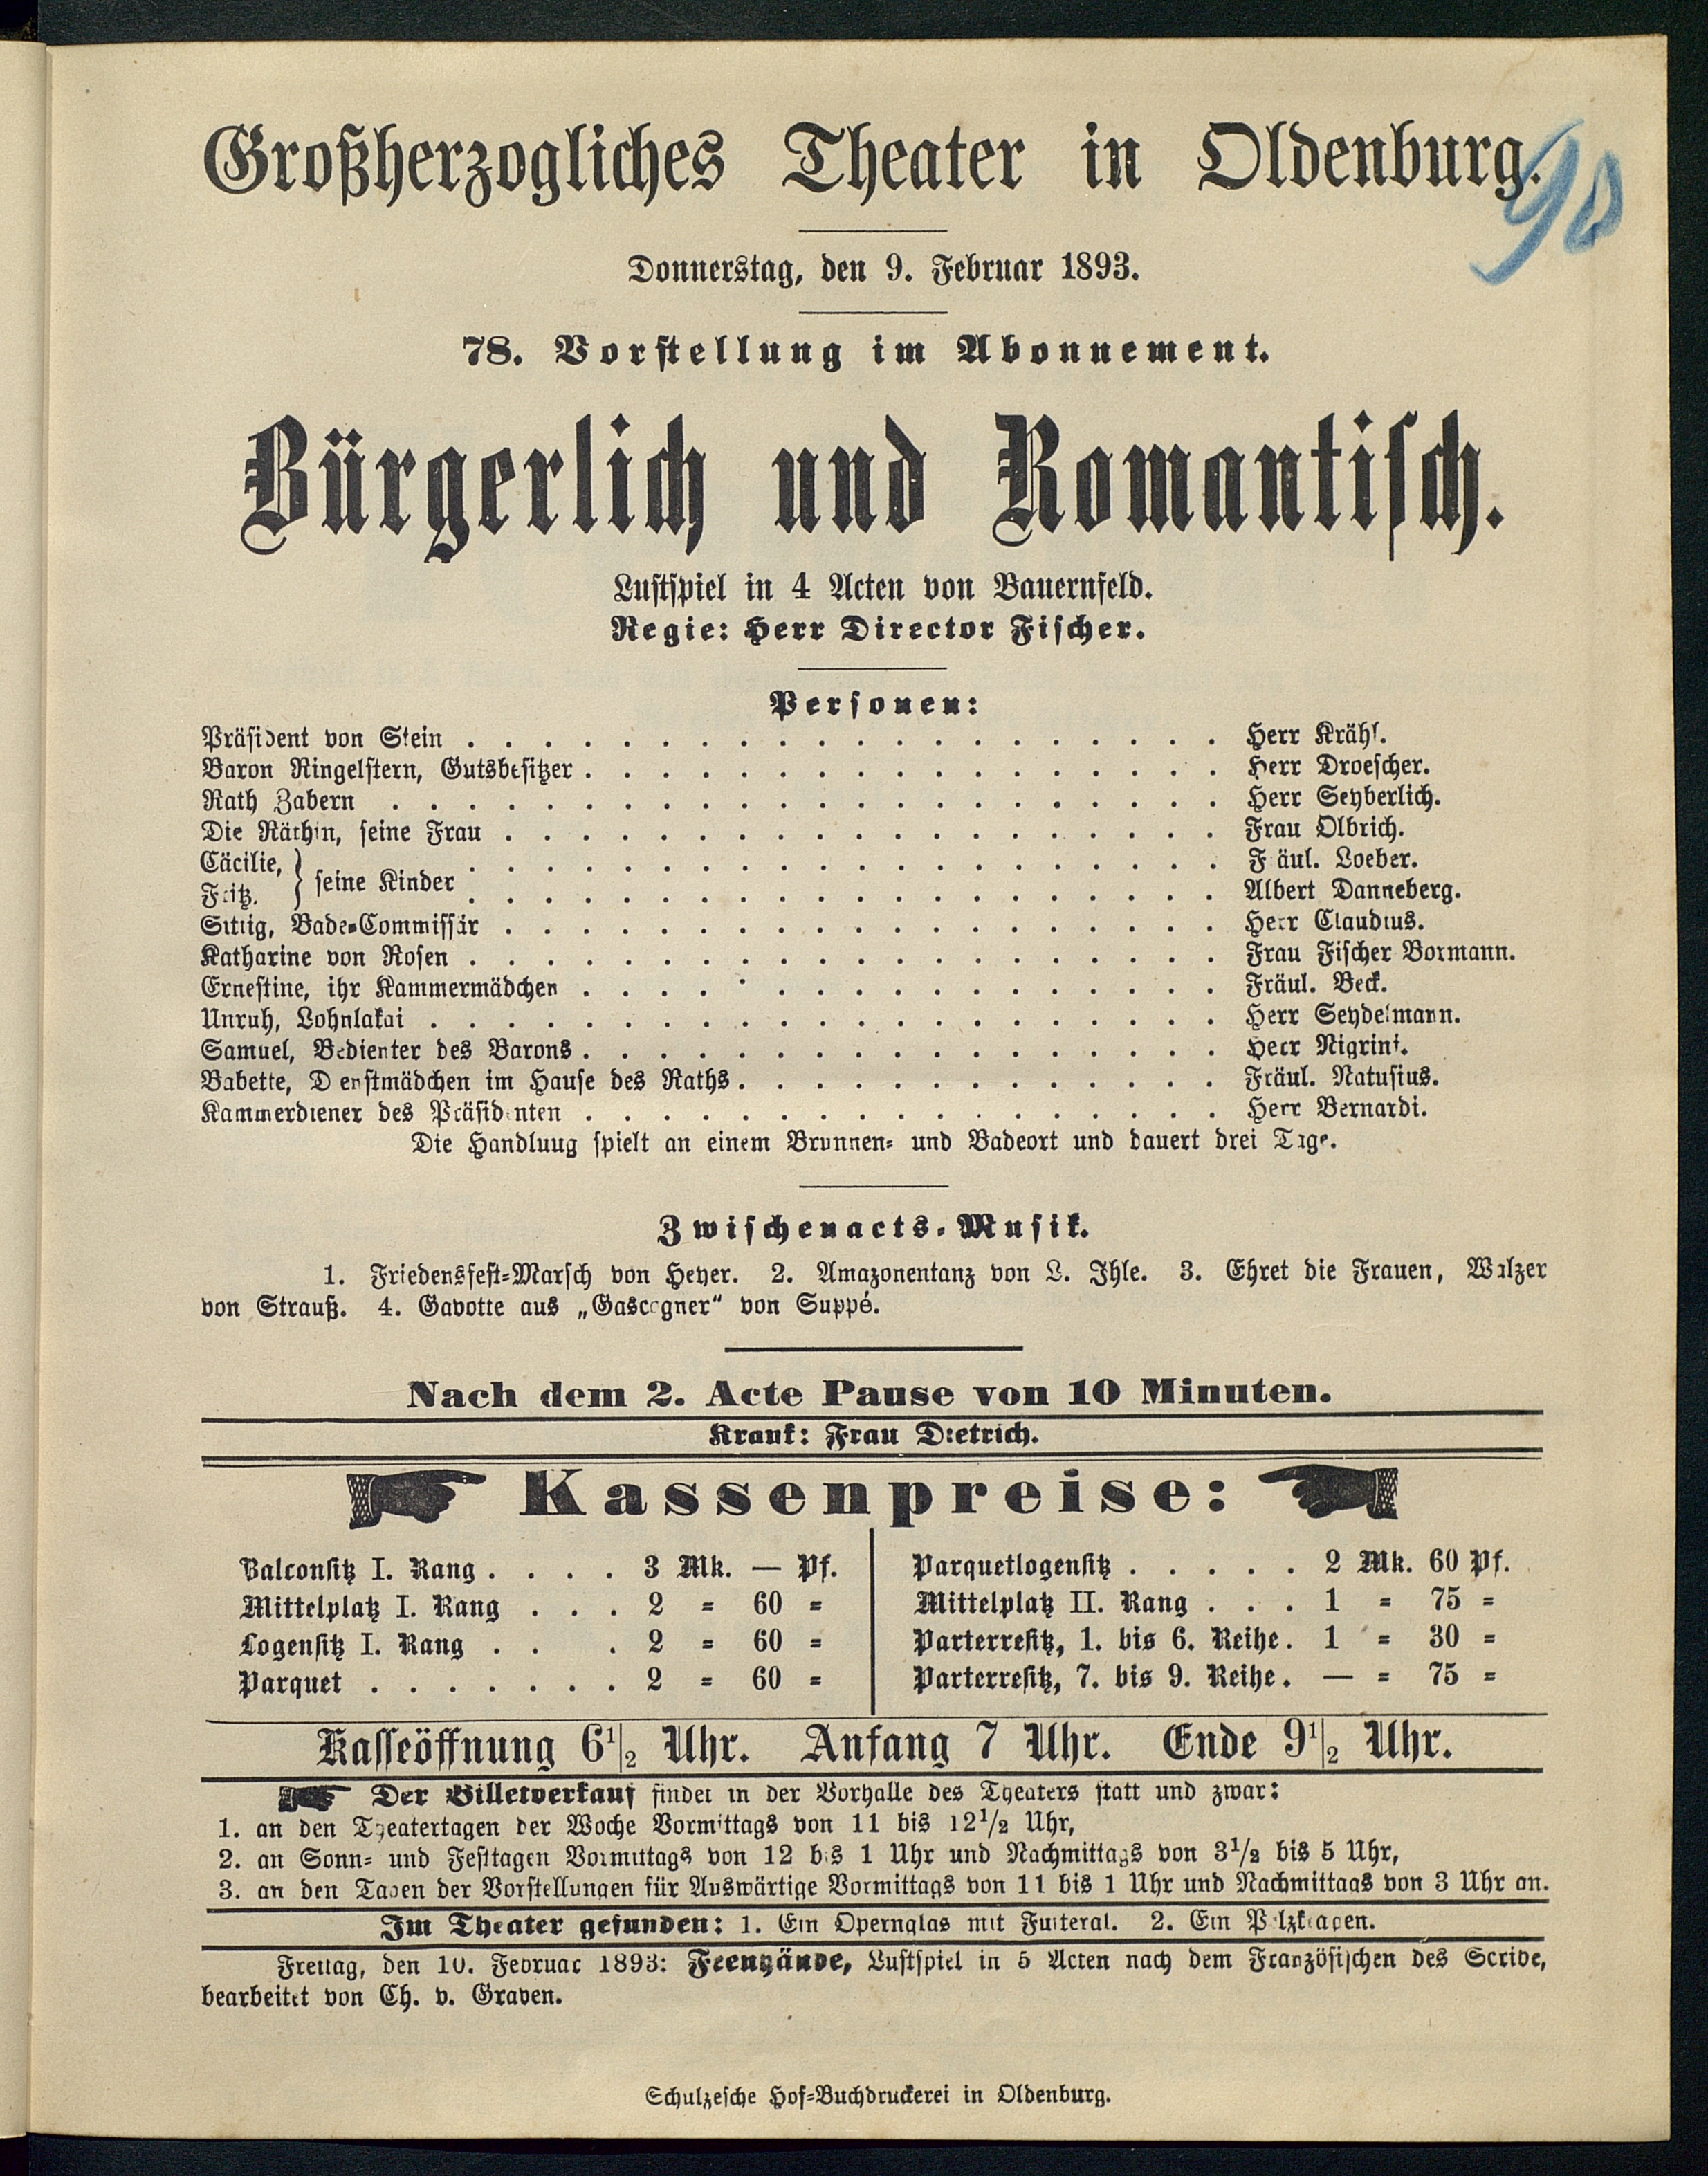 Großherzogliches Theater in Oldenburg.
98
Donnerstag, den 9. Februar 1893.
78. Vorstellung im Abonnement.
Bürgerlich und Romantisch.
Lustspiel in 4 Acten von Bauernfeld.
Regie: Herr Director Fischer.
Personen:
Präsident von Stein . . . . . . . . . . . . . . . . . . . . Herr Krähl.
Baron Ringelstern, Gutsbesitzer . . . . . . . . . . . . . . . . . Herr Droescher.
Rath Zabern . . . . . . . . . . . . . . . . . . . . . . Herr Seyberlich.
Die Räthin, seine Frau . . . . . . . . . . . . . . . . . . . Frau Olbrich.
Cäcilie, } seine Kinder . . . . . . . . . . . . . . . . . . . . Fräul. Loeber.
Fritz, . . . . . . . . . . . . . . . . . . . . Albert Danneberg.
Sittig, Bade-Commissär . . . . . . . . . . . . . . . . . . . Herr Claudius.
Katharine von Rosen . . . . . . . . . . . . . . . . . . . . Frau Fischer Bormann.
Ernestine, ihr Kammermädchen . . . . . . . . . . . . . . . . . Fräul. Beck.
Unruh, Lohnlakai . . . . . . . . . . . . . . . . . . . . . Herr Seydelmann.
Samuel, Bedienter des Barons . . . . . . . . . . . . . . . . . Herr Nigrini.
Babette, Dienstmädchen im Hause des Raths . . . . . . . . . . . . . Fräul. Natusius.
Kammerdiener des Präsidenten . . . . . . . . . . . . . . . . . Herr Bernardi.
Die Handluug spielt an einem Brunnen- und Badeort und dauert drei Tage.
Zwischenacts-Musik.
1. Friedensfest-Marsch von Heyer. 2. Amazonentanz von L. Ihle. 3. Ehret die Frauen, Walzer
von Strauß. 4. Gavotte aus „Gascogner“ von Suppé.
Nach dem 2. Acte Pause von 10 Minuten.
Krank: Frau Dietrich.
Kassenpreise:
Balconsitz I. Rang . . . . 3 Mk. — Pf.
Mittelplatz I. Rang . . . 2 = 60 =
Logensitz I. Rang . . . 2 = 60 =
Parquet . . . . . . . 2 = 60 =
Parquetlogensitz . . . . . 2 Mk. 60 Pf.
Mittelplatz II. Rang . . . 1 = 75 =
Parterresitz, 1. bis 6. Reihe. 1 = 30 =
Parterresitz, 7. bis 9. Reihe. — = 75 =
Kasseöffnung 6 1/2 Uhr. Anfang 7 Uhr. Ende 9 1/2 Uhr.
Der Billetverkauf findet in der Vorhalle des Theaters statt und zwar:
1. an den Theatertagen der Woche Vormittags von 11 bis 12 1/2 Uhr,
2. an Sonn- und Festtagen Vormittags von 12 bis 1 Uhr und Nachmittags von 3 1/2 bis 5 Uhr,
3. an den Tagen der Vorstellungen für Auswärtige Vormittags von 11 bis 1 Uhr und Nachmittags von 3 Uhr an.
Im Theater gefunden: 1. Ein Opernglas mit Futteral. 2. Ein Pelzkragen.
Freitag, den 10. Februar 1893: Feenhände, Lustspiel in 5 Acten nach dem Französischen des Scribe,
bearbeitet von Ch. v. Graven.
Schulzesche Hof-Buchdruckerei in Oldenburg.